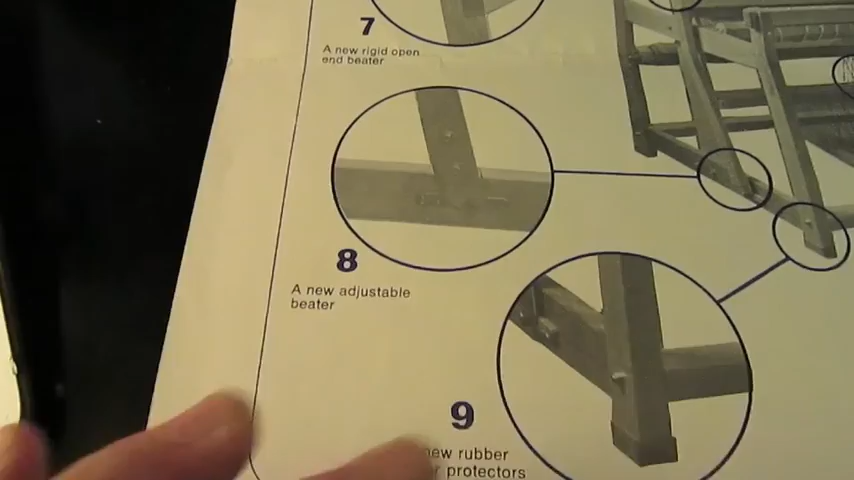 7
A new rigid open
end beater
8
A new adjustable
beater
9
new rubber
protectors